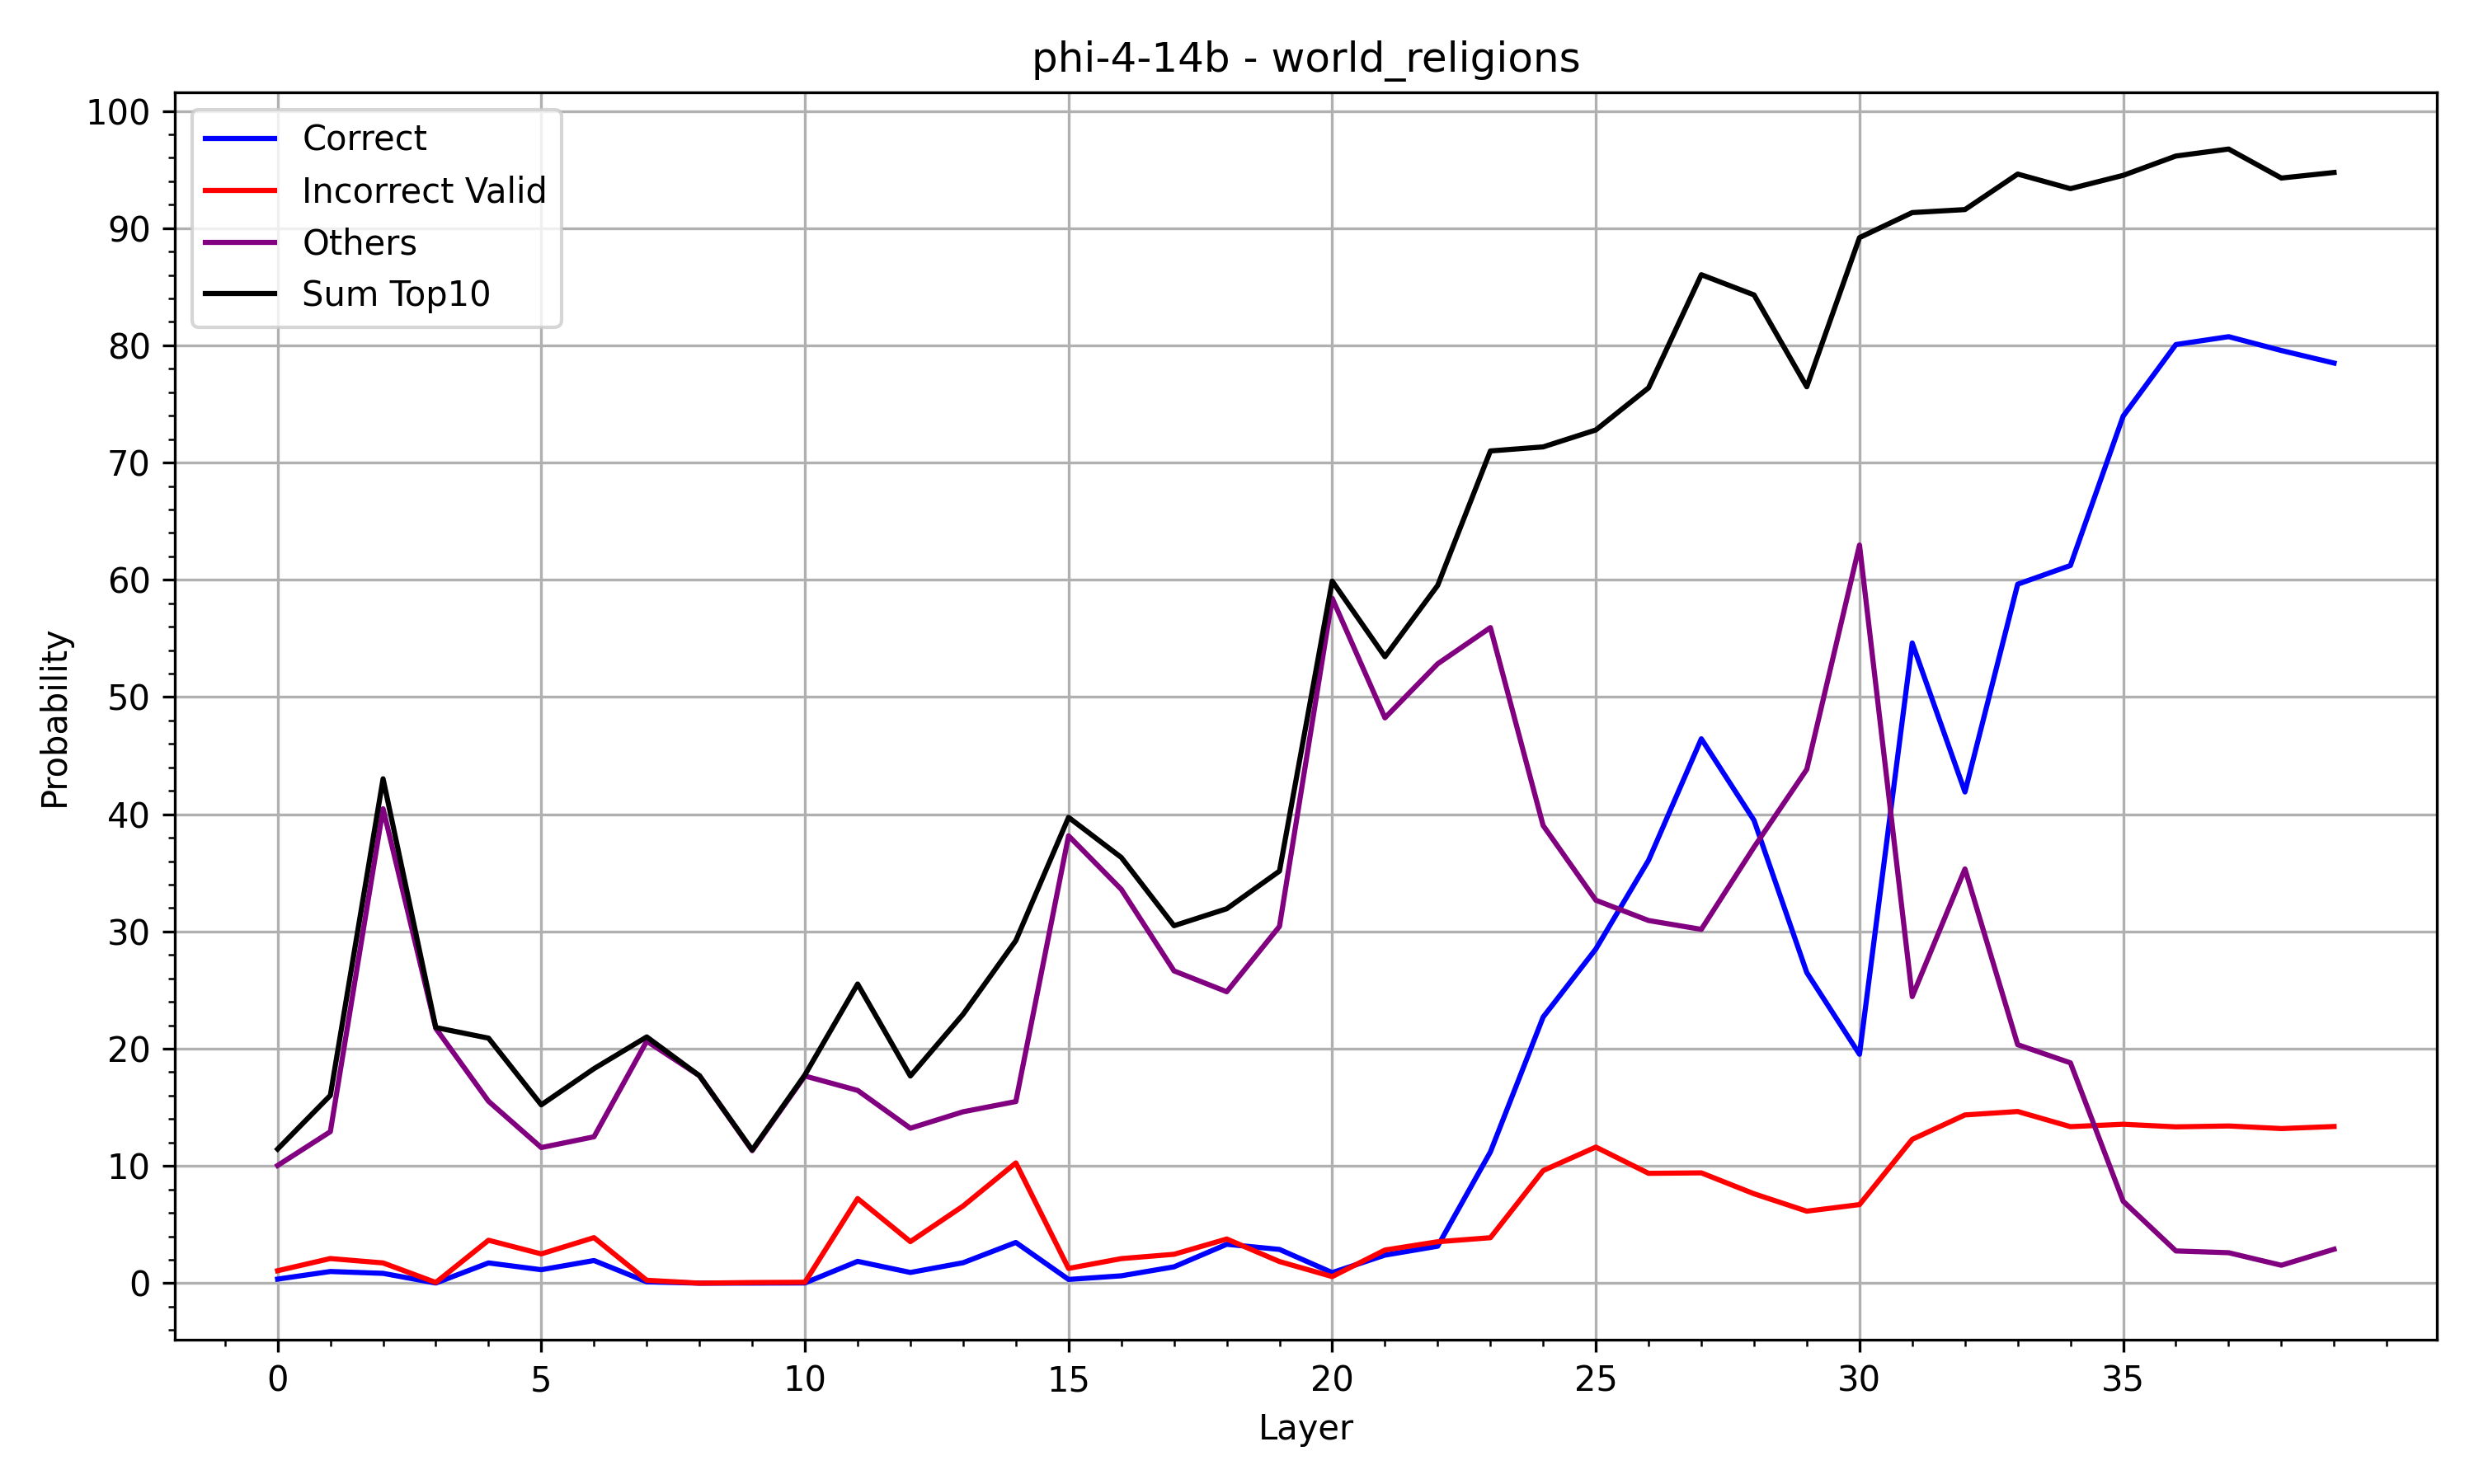 phi-4-14b - world_religions
Correct
Incorrect Valid
Others
Sum Top10
100
90
80
70
60
50
40
30
20
10
0
Probability
0 5 10 15 20 25 30 35
Layer